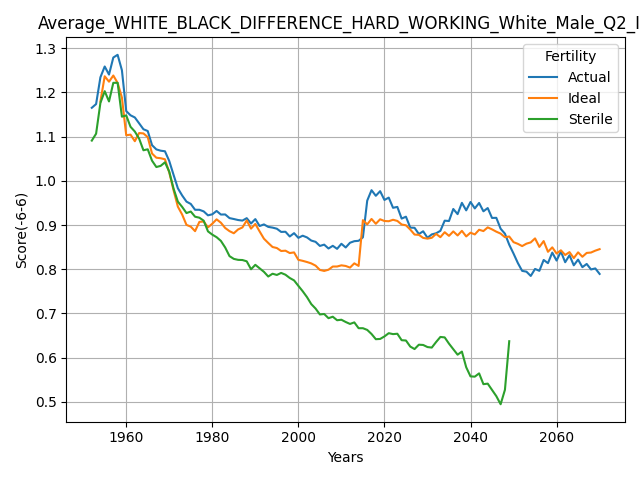 Average_WHITE_BLACK_DIFFERENCE_HARD_WORKING_White_Male_Q2_I
1.3
1.2
1.1
1.0
0.9
0.8
0.7
0.6
0.5
Score(-6-6)
Fertility
Actual
Ideal
Sterile
1960 1980 2000 2020 2040 2060
Years